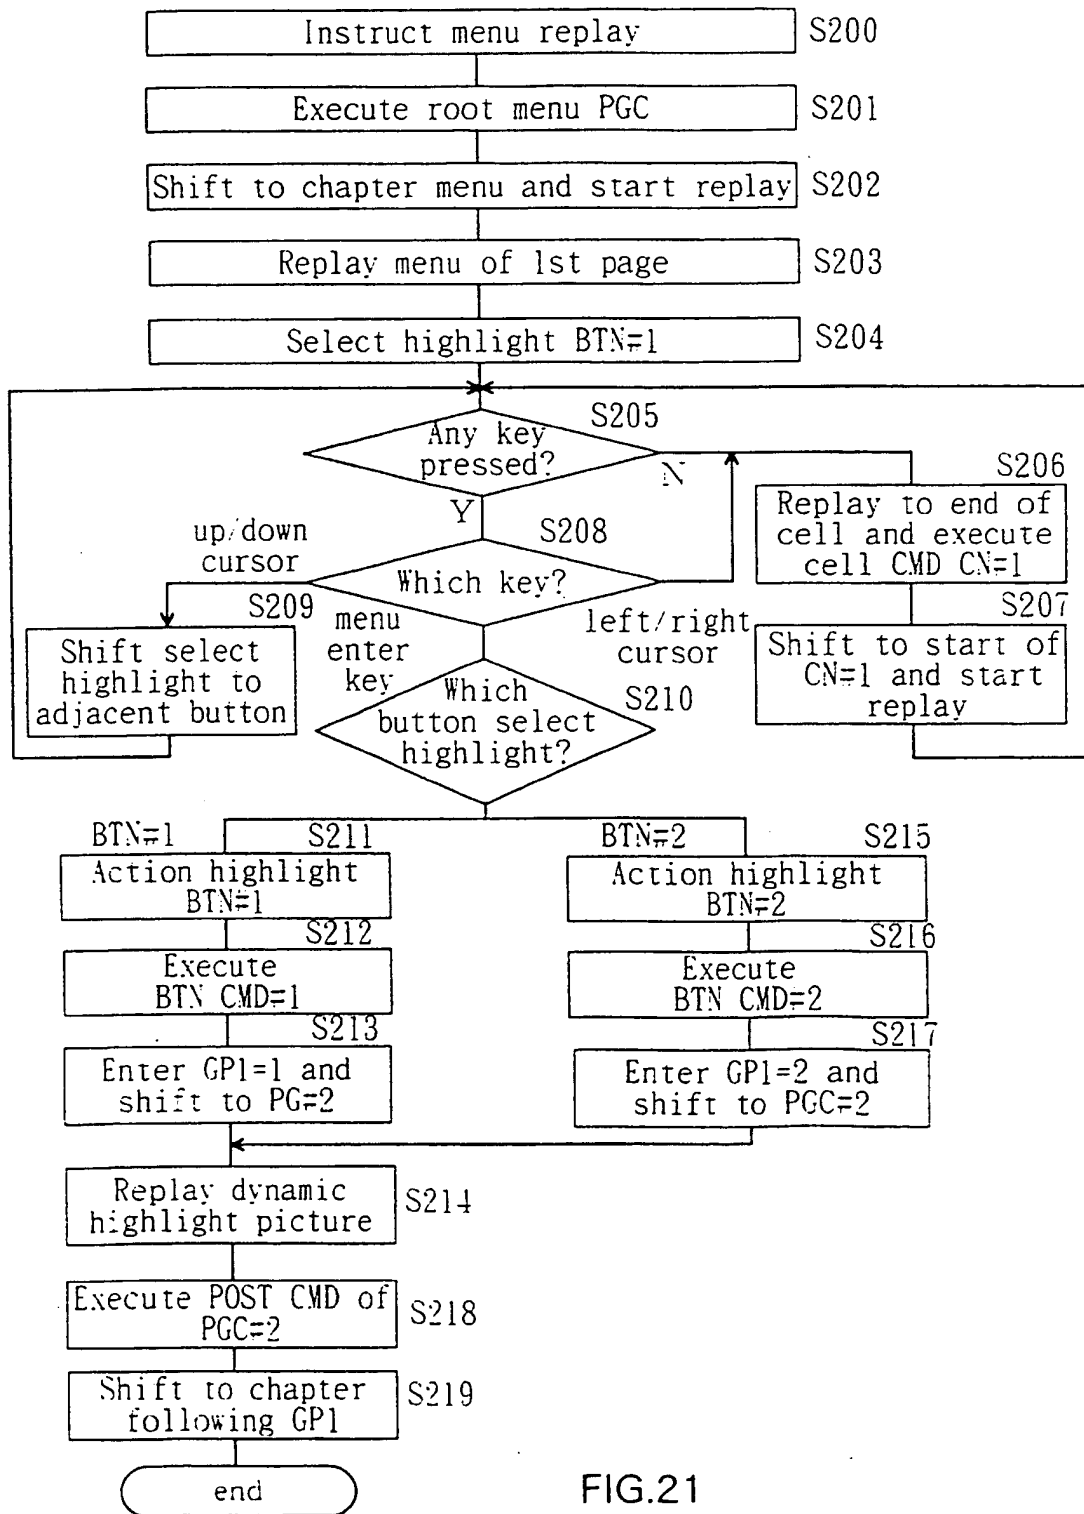 Instruct menu replay
S200
Execute root menu PGC
S201
Shift to chapter menu and start replay
S202
Replay menu of 1st page
S203
Select highlight BTN=1
S204
S205
Any key
pressed?
N
Y
S206
Replay to end of
cell and execute
cell CMD CN=1
up/down
cursor
S208
Which key?
S207
Shift to start of
CN=1 and start
replay
S209
Shift select
highlight to
adjacent button
menu
enter
key
left/right
cursor
S210
Which
button select
highlight?
BTN=1
S211
Action highlight
BTN=1
S212
Execute
BTN CMD=1
S213
Enter GP1=1 and
shift to PG=2
BTN=2
S215
Action highlight
BTN=2
S216
Execute
BTN CMD=2
S217
Enter GP1=2 and
shift to PGC=2
Replay dynamic
highlight picture
S214
Execute POST CMD of
PGC=2
S218
Shift to chapter
following GP1
S219
end
FIG.21